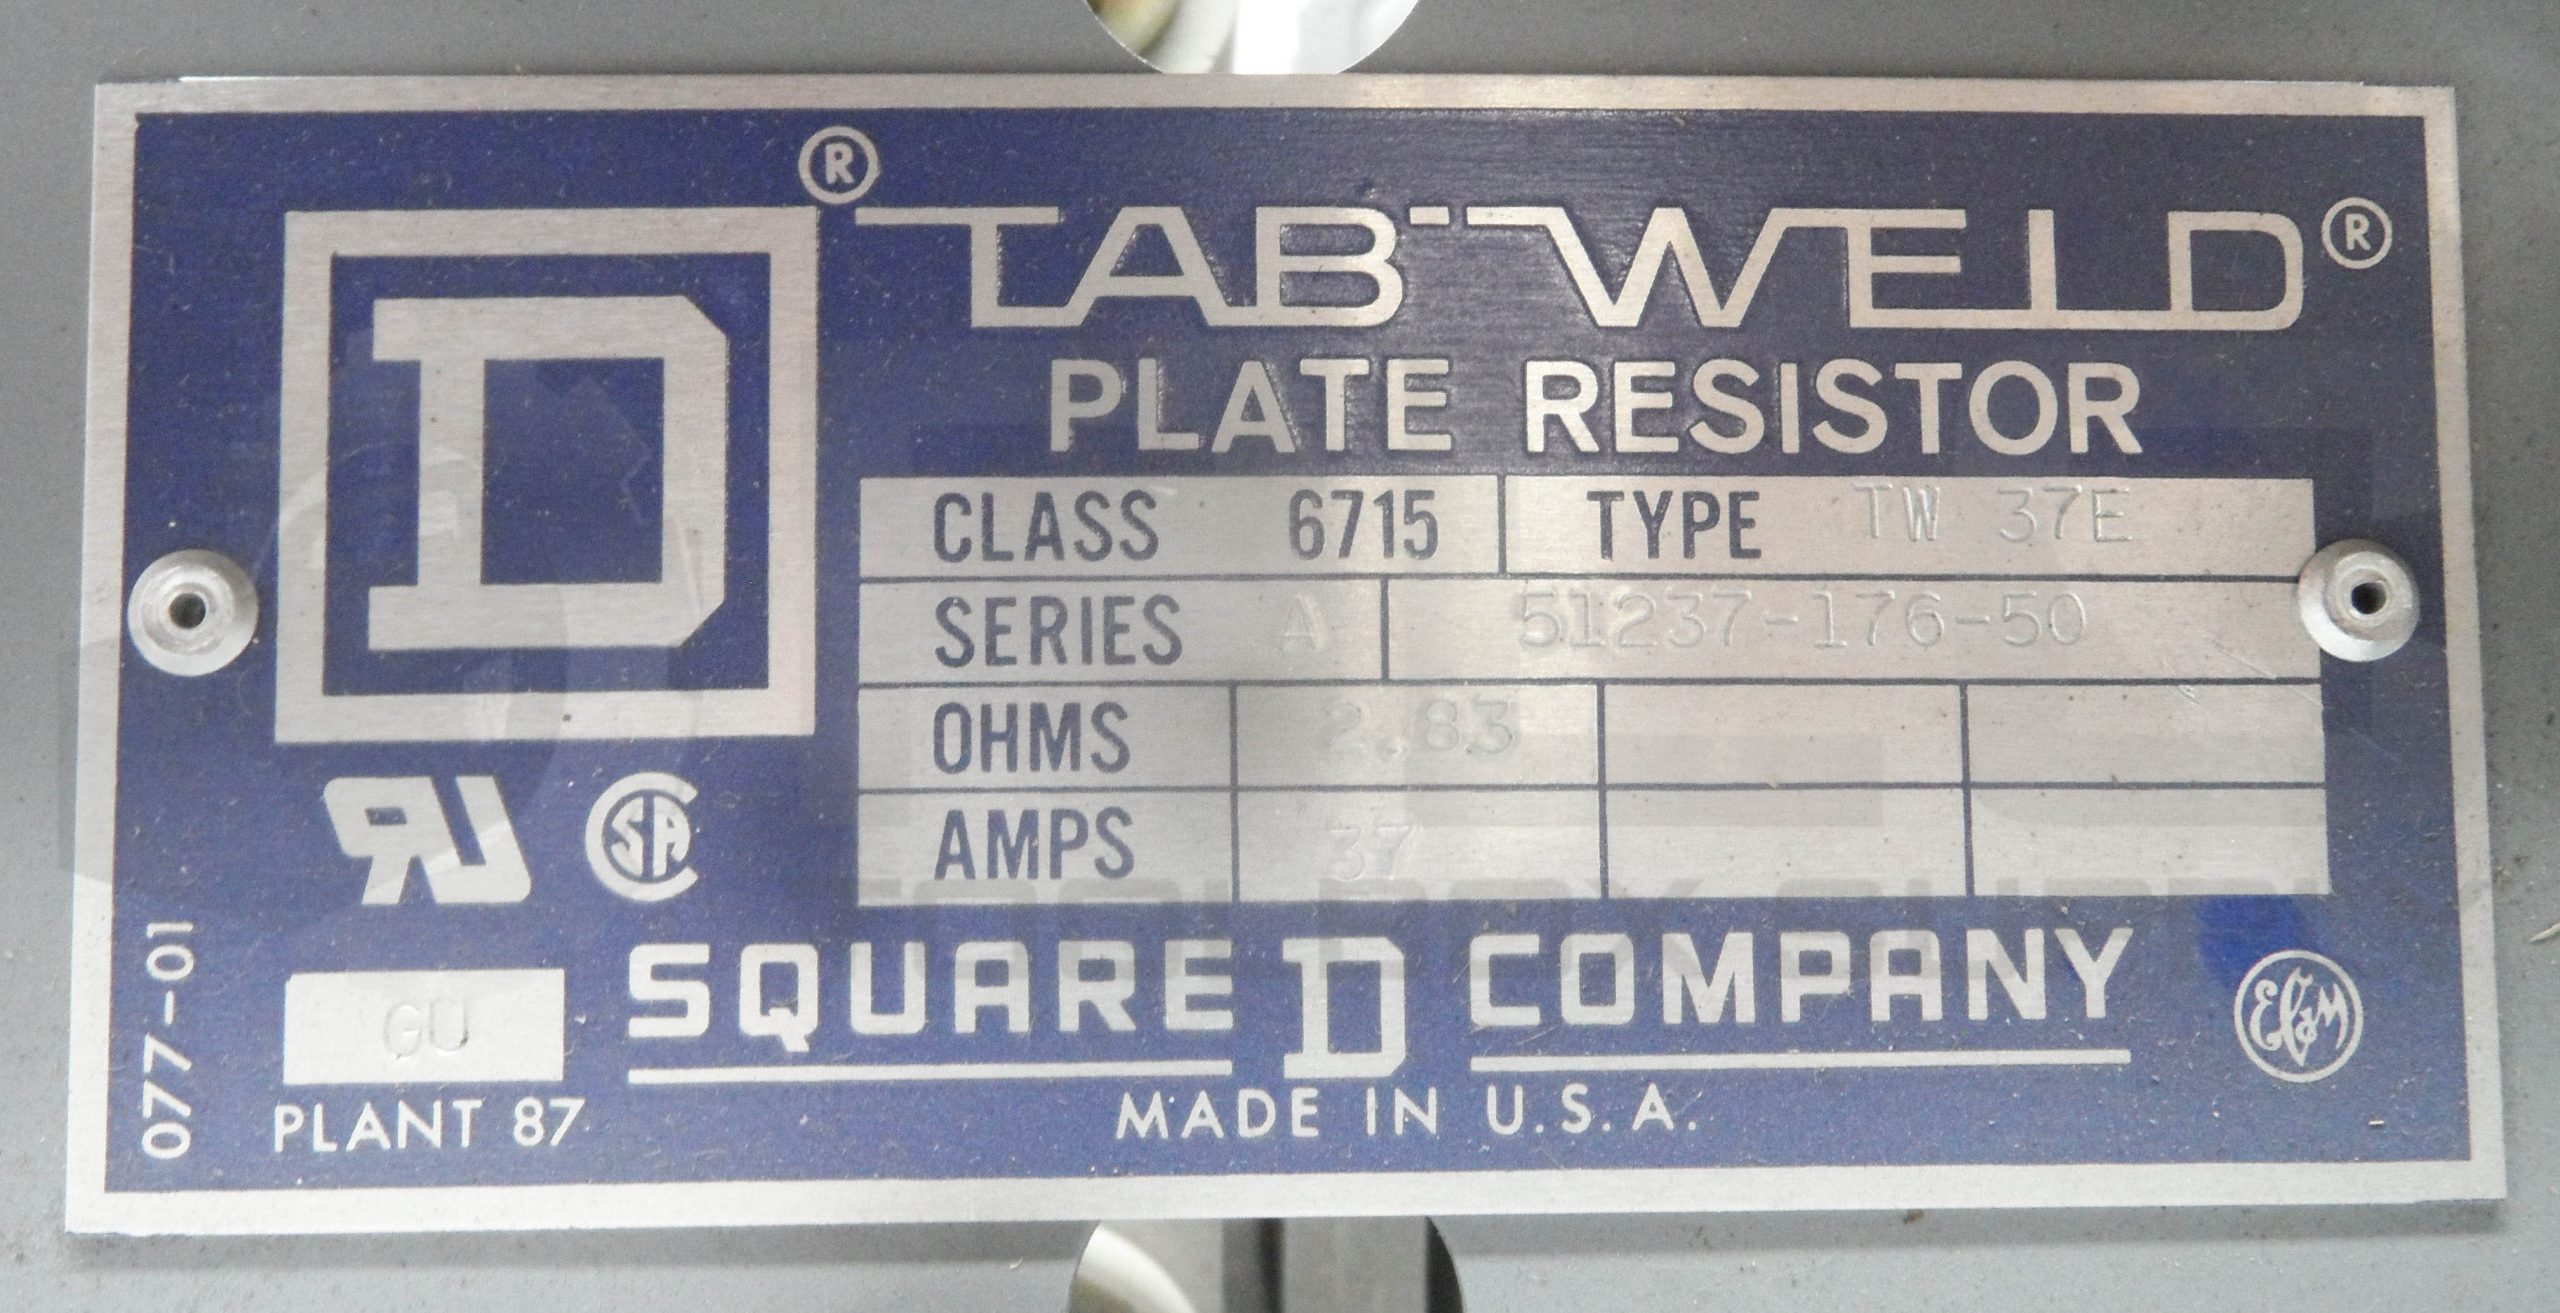 D®
TAB-WELD®
PLATE RESISTOR
CLASS 6715 TYPE TW 37E
SERIES A 51237-176-50
OHMS 2.83
AMPS 37
SA
077-01
GU
PLANT 87
SQUARE D COMPANY
MADE IN U.S.A.